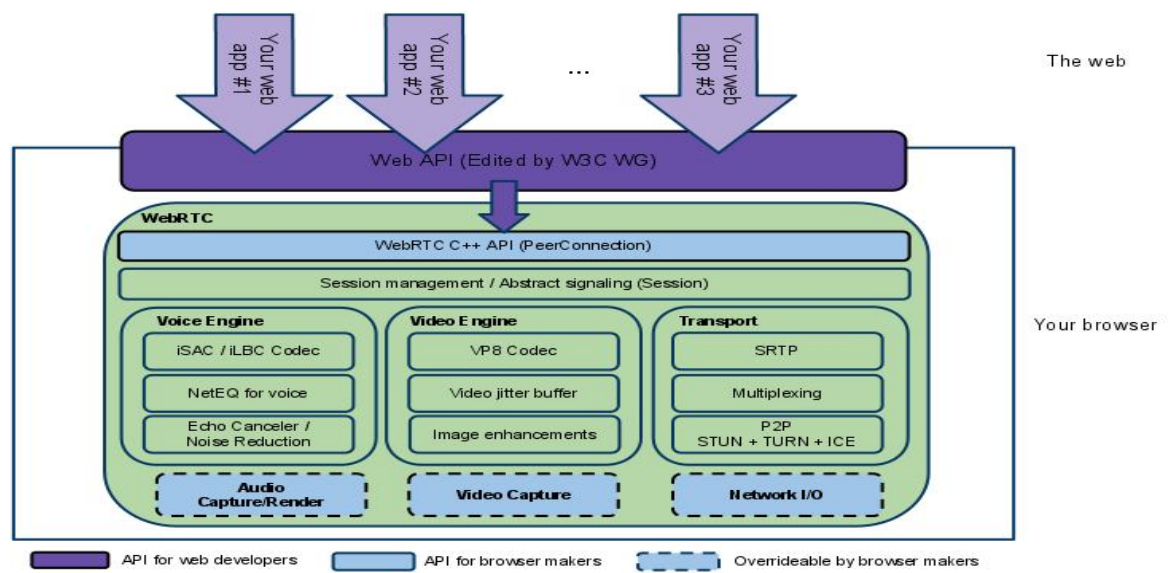 Your web
app #1
Your web
app #2
...
Your web
app #3
The web
Web API (Edited by W3C WG)
WebRTC
WebRTC C++ API (PeerConnection)
Session management / Abstract signaling (Session)
Voice Engine
iSAC / iLBC Codec
NetEQ for voice
Echo Canceler /
Noise Reduction
Video Engine
VP8 Codec
Video jitter buffer
Image enhancements
Transport
SRTP
Multiplexing
P2P
STUN + TURN + ICE
Your browser
Audio
Capture/Render
Video Capture
Network I/O
API for web developers
API for browser makers
Overrideable by browser makers